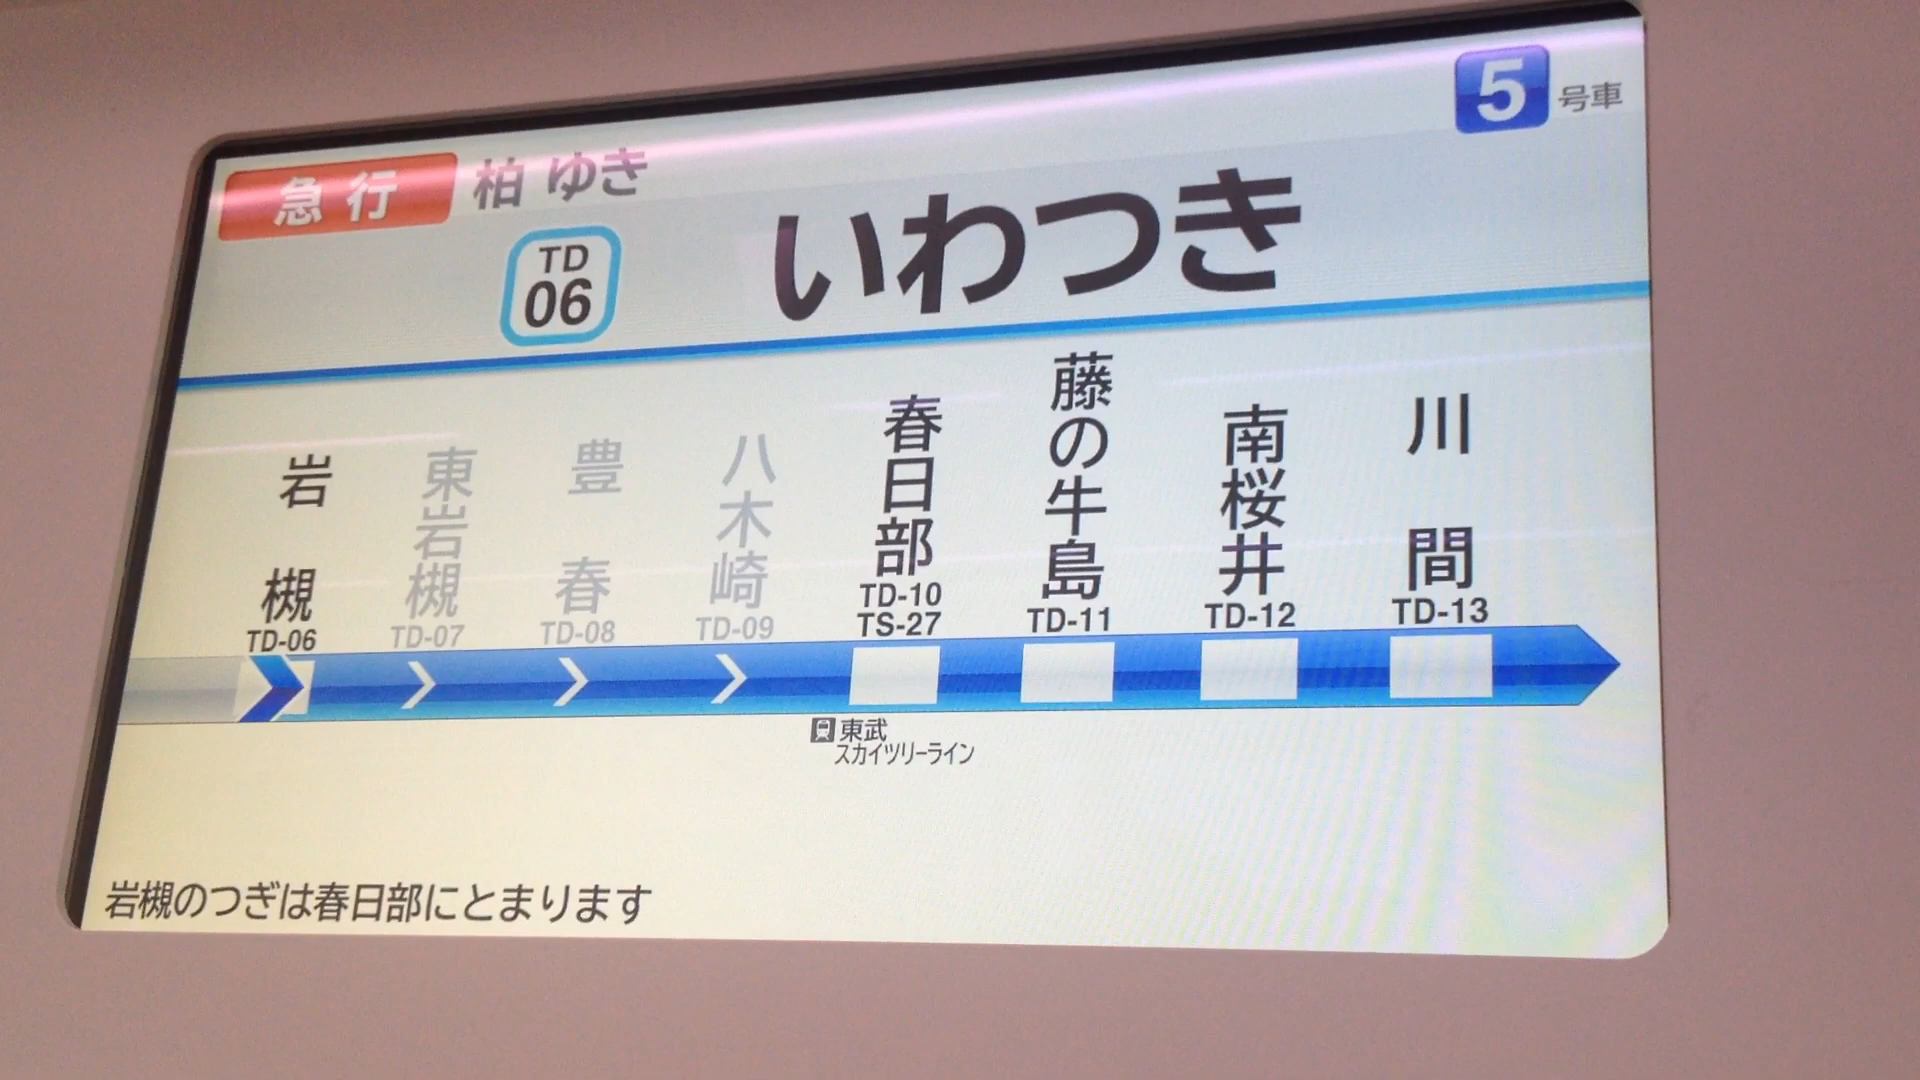 5 号車
急行 柏 ゆき
TD 06
いわつき
岩槻
TD-06
東岩槻
TD-07
豊春
TD-08
八木崎
TD-09
春日部
TD-10
TS-27
藤の牛島
TD-11
南桜井
TD-12
川間
TD-13
東武
スカイツリーライン
岩槻のつぎは春日部にとまります